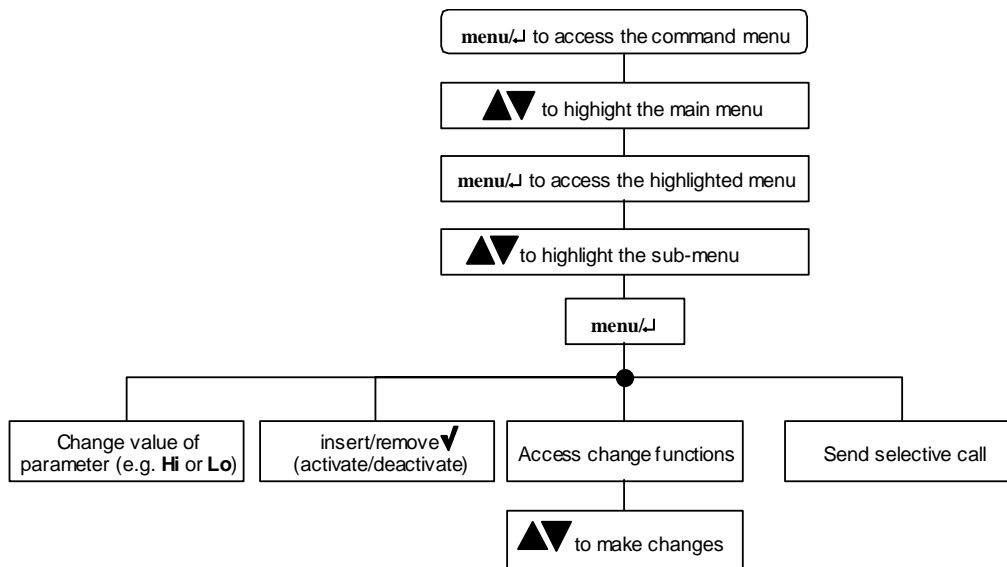 menu/↵ to access the command menu
▲▼ to highight the main menu
menu/↵ to access the highlighted menu
▲▼ to highlight the sub-menu
menu/↵
Change value of
parameter (e.g. Hi or Lo)
insert/remove ✔
(activate/deactivate)
Access change functions
Send selective call
▲▼ to make changes